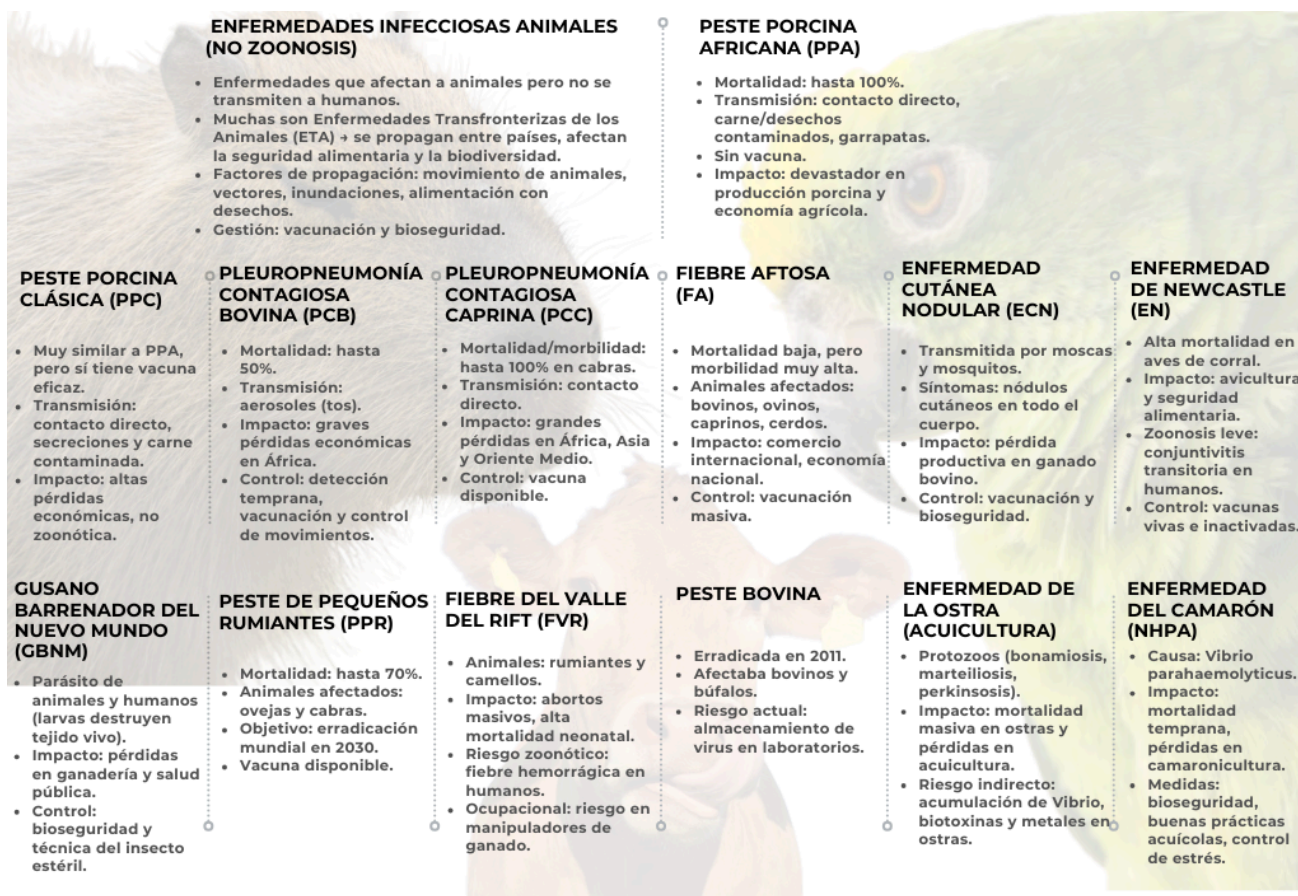 ENFERMEDADES INFECCIOSAS ANIMALES
(NO ZOONOSIS)
• Enfermedades que afectan a animales pero no se
transmiten a humanos.
• Muchas son Enfermedades Transfronterizas de los
Animales (ETA) → se propagan entre países, afectan
la seguridad alimentaria y la biodiversidad.
• Factores de propagación: movimiento de animales,
vectores, inundaciones, alimentación con
desechos.
• Gestión: vacunación y bioseguridad.
PESTE PORCINA
AFRICANA (PPA)
• Mortalidad: hasta 100%.
• Transmisión: contacto directo,
carne/desechos
contaminados, garrapatas.
• Sin vacuna.
• Impacto: devastador en
producción porcina y
economía agrícola.
PESTE PORCINA
CLÁSICA (PPC)
• Muy similar a PPA,
pero sí tiene vacuna
eficaz.
• Transmisión:
contacto directo,
secreciones y carne
contaminada.
• Impacto: altas
pérdidas
económicas, no
zoonótica.
PLEUROPNEUMONÍA
CONTAGIOSA
BOVINA (PCB)
• Mortalidad: hasta
50%.
• Transmisión:
aerosoles (tos).
• Impacto: graves
pérdidas económicas
en África.
• Control: detección
temprana,
vacunación y control
de movimientos.
PLEUROPNEUMONÍA
CONTAGIOSA
CAPRINA (PCC)
• Mortalidad/morbilidad:
hasta 100% en cabras.
• Transmisión: contacto
directo.
• Impacto: grandes
pérdidas en África, Asia
y Oriente Medio.
• Control: vacuna
disponible.
FIEBRE AFTOSA
(FA)
• Mortalidad baja, pero
morbilidad muy alta.
• Animales afectados:
bovinos, ovinos,
caprinos, cerdos.
• Impacto: comercio
internacional, economía
nacional.
• Control: vacunación
masiva.
ENFERMEDAD
CUTÁNEA
NODULAR (ECN)
• Transmitida por moscas
y mosquitos.
• Síntomas: nódulos
cutáneos en todo el
cuerpo.
• Impacto: pérdida
productiva en ganado
bovino.
• Control: vacunación y
bioseguridad.
ENFERMEDAD
DE NEWCASTLE
(EN)
• Alta mortalidad en
aves de corral.
• Impacto: avicultura
y seguridad
alimentaria.
• Zoonosis leve:
conjuntivitis
transitoria en
humanos.
• Control: vacunas
vivas e inactivadas.
GUSANO
BARRENADOR DEL
NUEVO MUNDO
(GBNM)
• Parásito de
animales y humanos
(larvas destruyen
tejido vivo).
• Impacto: pérdidas
en ganadería y salud
pública.
• Control:
bioseguridad y
técnica del insecto
estéril.
PESTE DE PEQUEÑOS
RUMIANTES (PPR)
• Mortalidad: hasta 70%.
• Animales afectados:
ovejas y cabras.
• Objetivo: erradicación
mundial en 2030.
• Vacuna disponible.
FIEBRE DEL VALLE
DEL RIFT (FVR)
• Animales: rumiantes y
camellos.
• Impacto: abortos
masivos, alta
mortalidad neonatal.
• Riesgo zoonótico:
fiebre hemorrágica en
humanos.
• Ocupacional: riesgo en
manipuladores de
ganado.
PESTE BOVINA
• Erradicada en 2011.
• Afectaba bovinos y
búfalos.
• Riesgo actual:
almacenamiento de
virus en laboratorios.
ENFERMEDAD DE
LA OSTRA
(ACUICULTURA)
• Protozoos (bonamiosis,
marteiliosis,
perkinsosis).
• Impacto: mortalidad
masiva en ostras y
pérdidas en
acuicultura.
• Riesgo indirecto:
acumulación de Vibrio,
biotoxinas y metales en
ostras.
ENFERMEDAD
DEL CAMARÓN
(NHPA)
• Causa: Vibrio
parahaemolyticus.
• Impacto:
mortalidad
temprana,
pérdidas en
camaronicultura.
• Medidas:
bioseguridad,
buenas prácticas
acuícolas, control
de estrés.